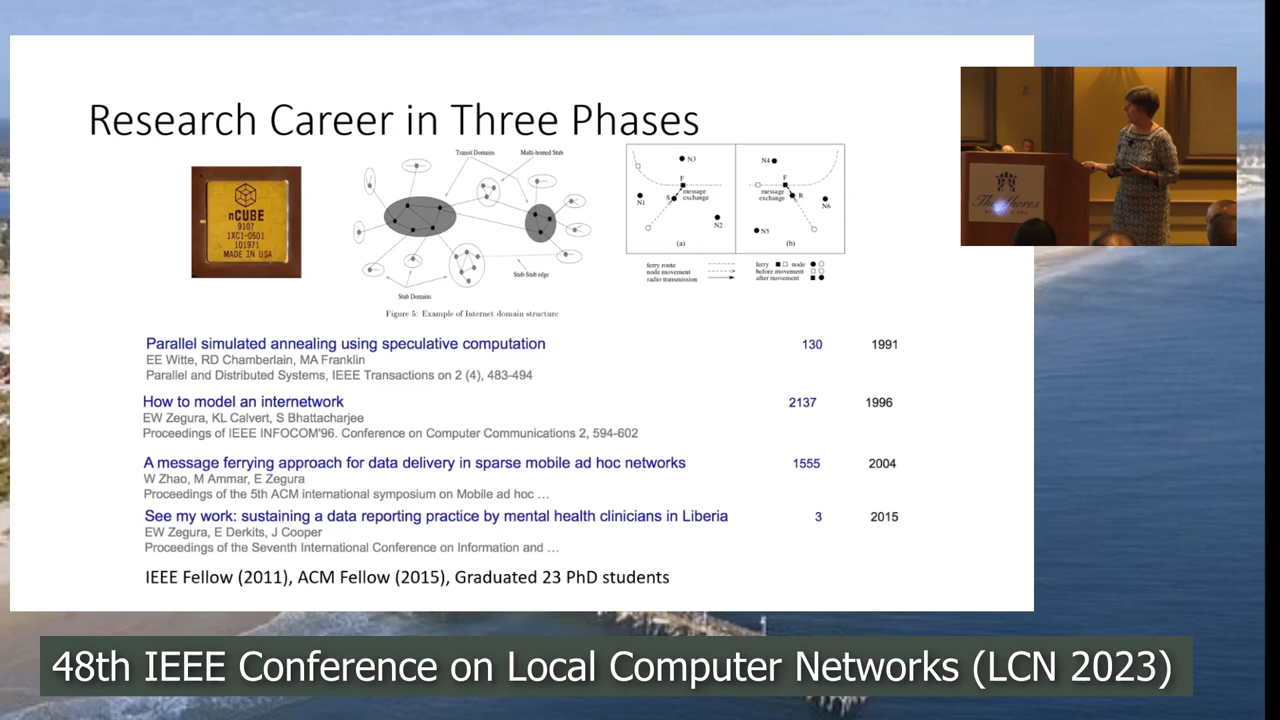 Research Career in Three Phases
nCUBE
9107
1XC1-0501
101971
MADE IN USA
Transit Domains
Multi-homed Stub
Stub-Stub edge
Stub Domains
Figure 5: Example of Internet domain structure
N3
F
message
exchange
S
N1
N2
(a)
N4
F
message
exchange
R
N6
N5
(b)
ferry route
node movement
radio transmission
ferry
node
before movement
after movement
Parallel simulated annealing using speculative computation 130 1991
EE Witte, RD Chamberlain, MA Franklin
Parallel and Distributed Systems, IEEE Transactions on 2 (4), 483-494
How to model an internetwork 2137 1996
EW Zegura, KL Calvert, S Bhattacharjee
Proceedings of IEEE INFOCOM'96. Conference on Computer Communications 2, 594-602
A message ferrying approach for data delivery in sparse mobile ad hoc networks 1555 2004
W Zhao, M Ammar, E Zegura
Proceedings of the 5th ACM international symposium on Mobile ad hoc …
See my work: sustaining a data reporting practice by mental health clinicians in Liberia 3 2015
EW Zegura, E Derkits, J Cooper
Proceedings of the Seventh International Conference on Information and …
IEEE Fellow (2011), ACM Fellow (2015), Graduated 23 PhD students
48th IEEE Conference on Local Computer Networks (LCN 2023)